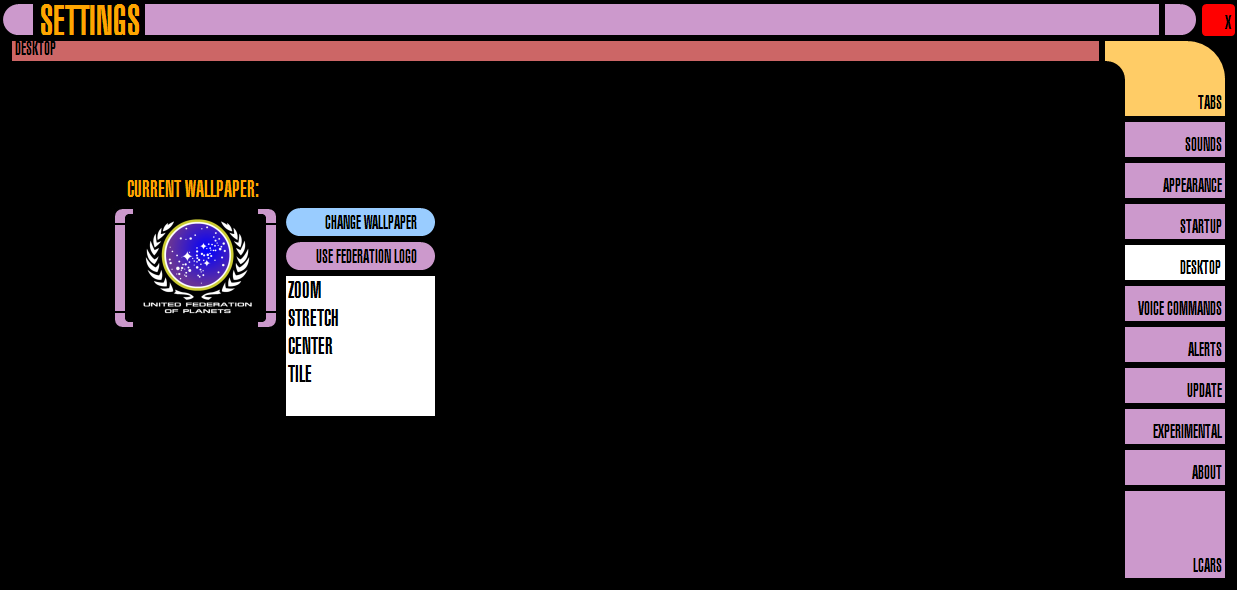 SETTINGS
X
DESKTOP
TABS
SOUNDS
APPEARANCE
STARTUP
DESKTOP
VOICE COMMANDS
ALERTS
UPDATE
EXPERIMENTAL
ABOUT
LCARS
CURRENT WALLPAPER:
UNITED FEDERATION
OF PLANETS
CHANGE WALLPAPER
USE FEDERATION LOGO
ZOOM
STRETCH
CENTER
TILE